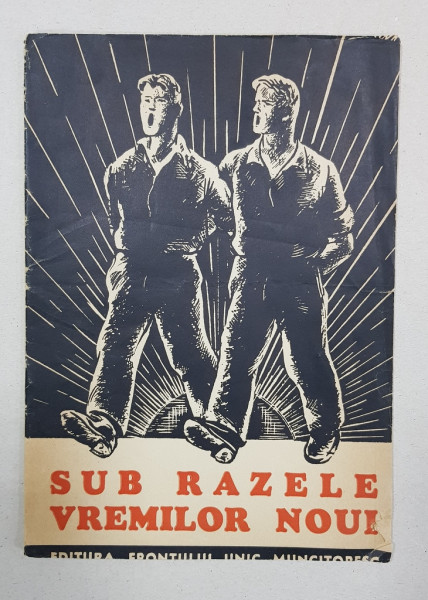 SUB RAZELE
VREMILOR NOUI
EDITURA FRONTULUI UNIC MUNCITORESC